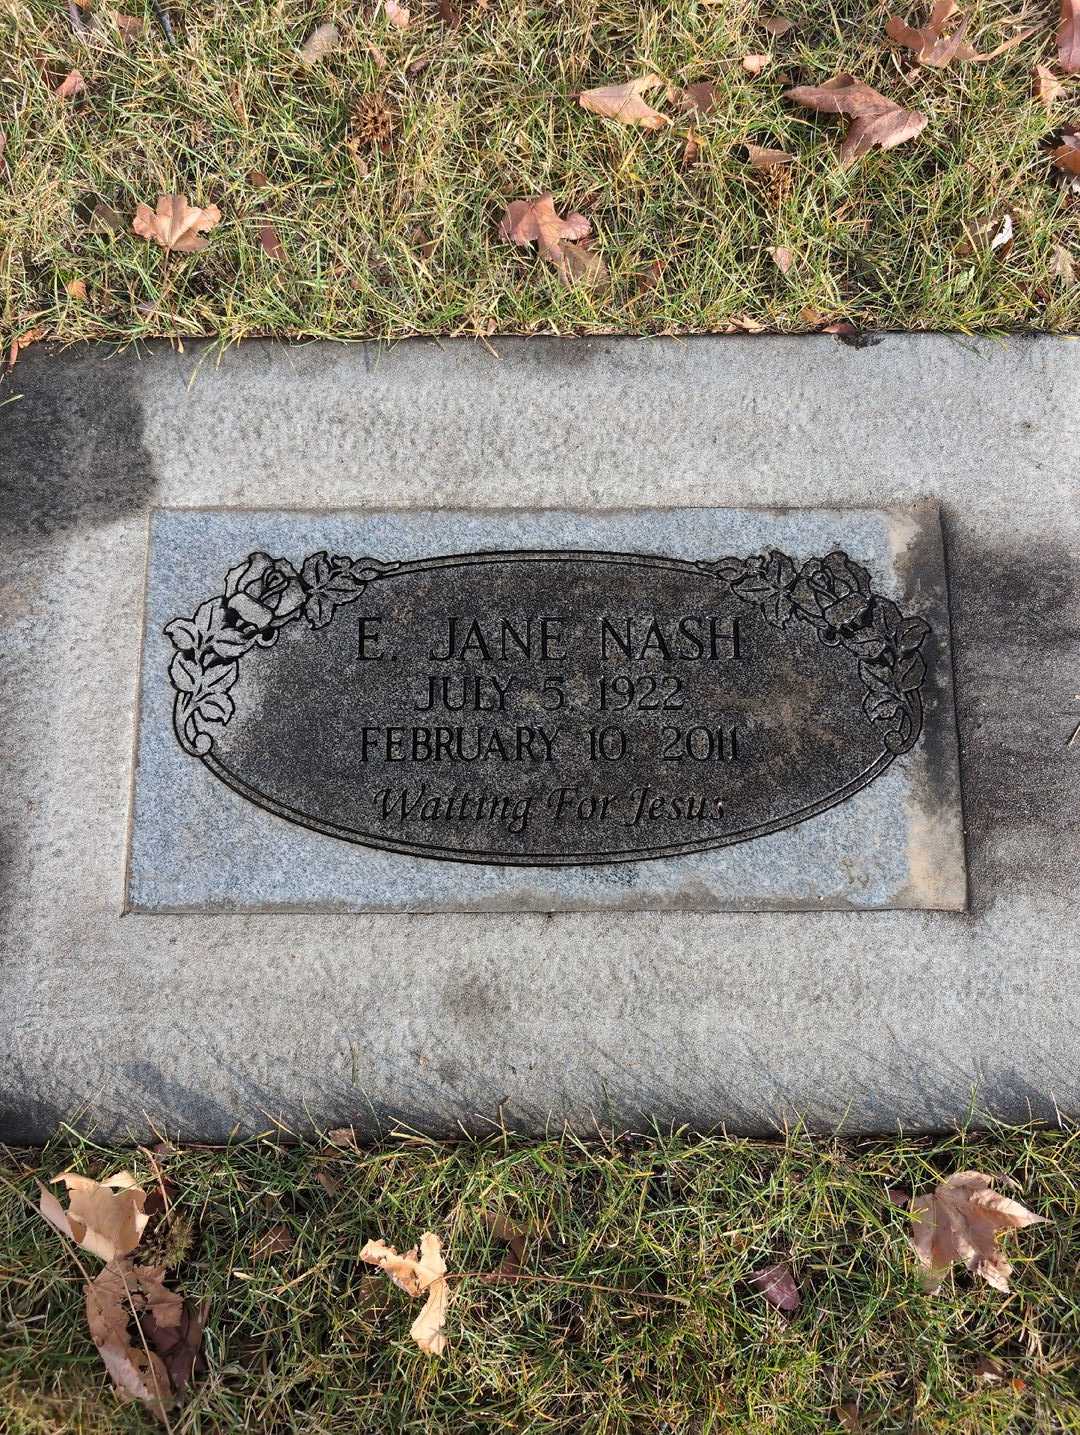 E. JANE NASH
JULY 5, 1922
FEBRUARY 10, 2011
Waiting For Jesus